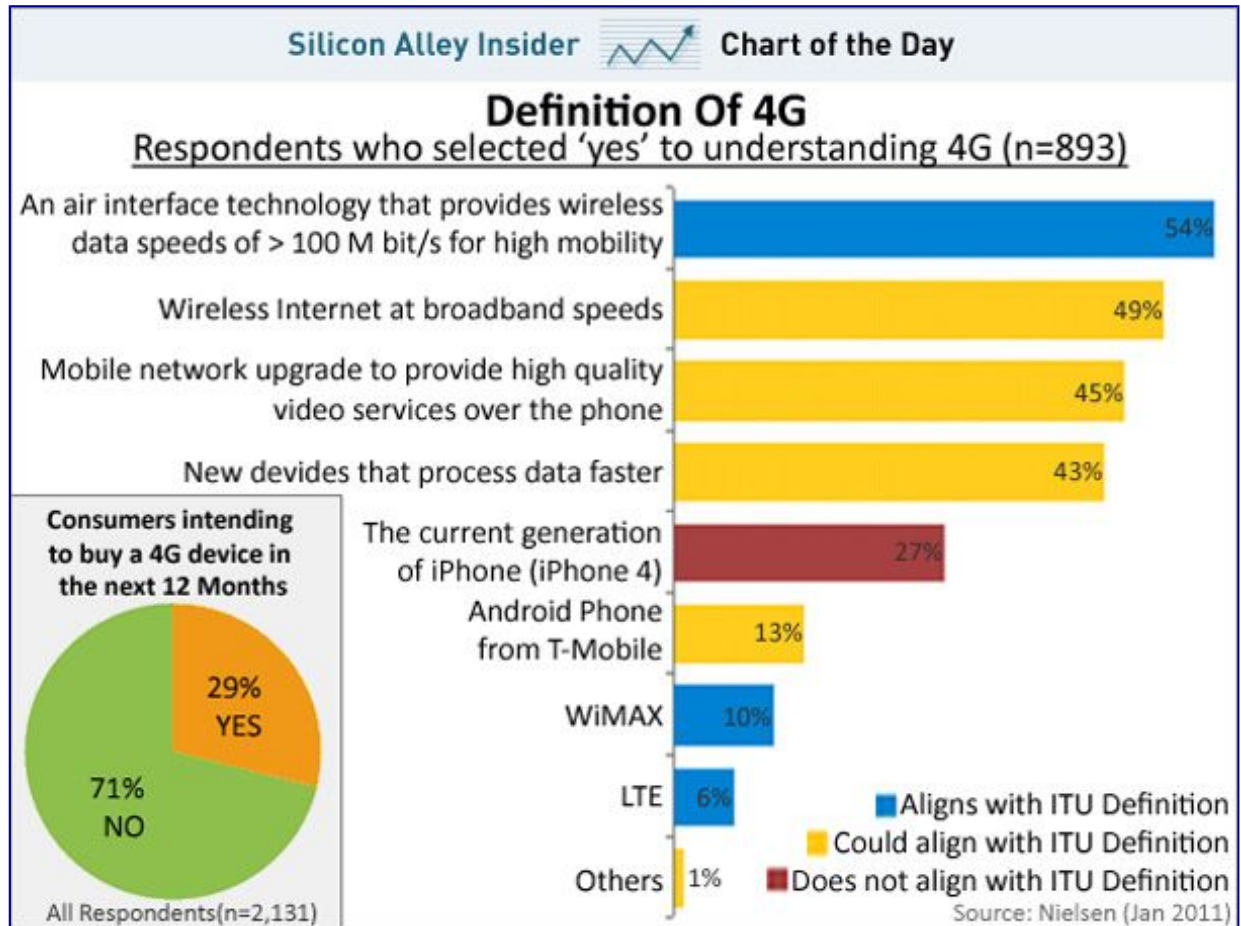 Silicon Alley Insider Chart of the Day
Definition Of 4G
Respondents who selected ‘yes’ to understanding 4G (n=893)
An air interface technology that provides wireless
data speeds of > 100 M bit/s for high mobility
54%
Wireless Internet at broadband speeds
49%
Mobile network upgrade to provide high quality
video services over the phone
45%
New devides that process data faster
43%
The current generation
of iPhone (iPhone 4)
27%
Android Phone
from T-Mobile
13%
WiMAX
10%
LTE
6%
Others
1%
Aligns with ITU Definition
Could align with ITU Definition
Does not align with ITU Definition
Source: Nielsen (Jan 2011)
Consumers intending
to buy a 4G device in
the next 12 Months
29%
YES
71%
NO
All Respondents(n=2,131)